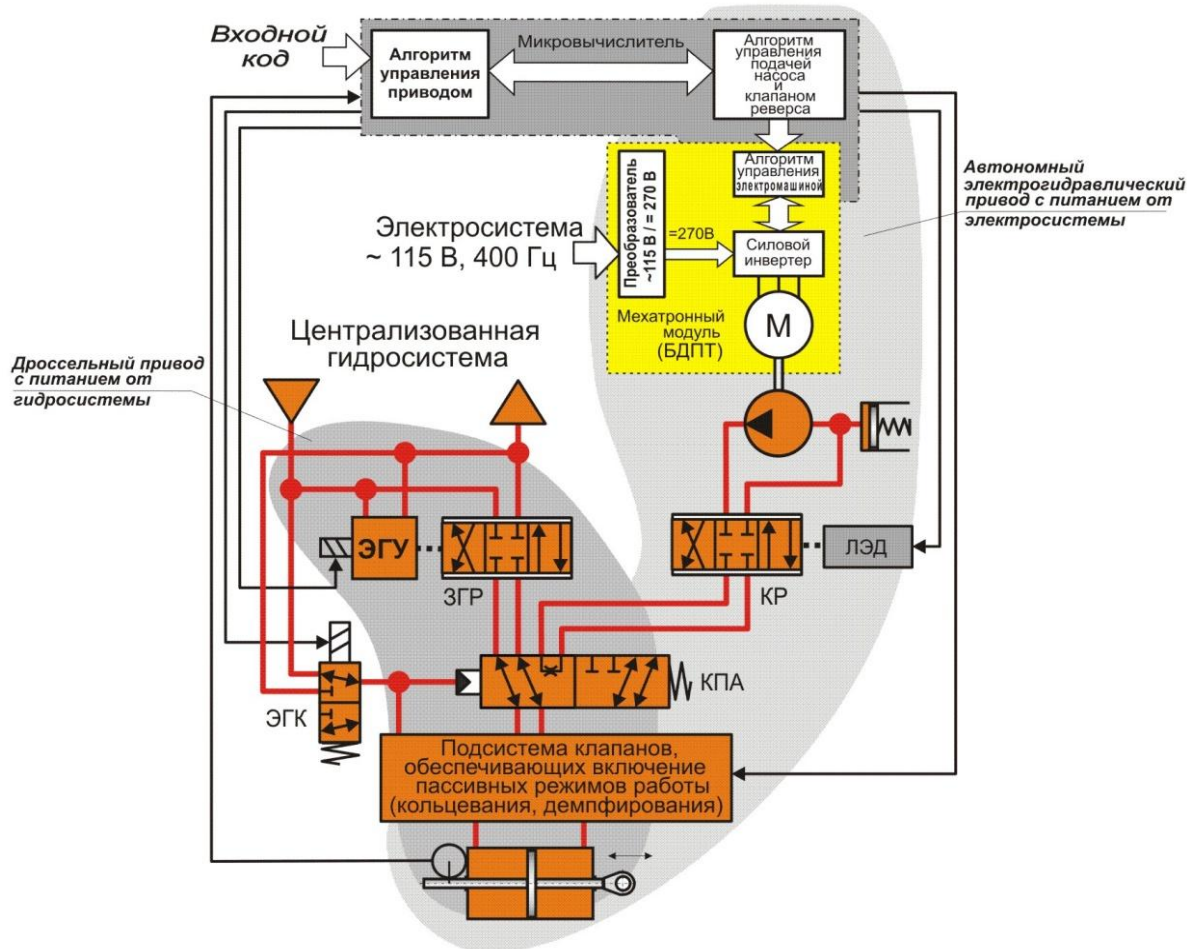 Входной
код
Алгоритм
управления
приводом
Микровычислитель
Алгоритм
управления
подачей
насоса
и
клапаном
реверса
Алгоритм
управления
электромашиной
Преобразователь
~115 В / = 270 В
=270В
Силовой
инвертер
Электросистема
~ 115 В, 400 Гц
Мехатронный
модуль
(БДПТ)
М
Автономный
электрогидравлический
привод с питанием от
электросистемы
Централизованная
гидросистема
Дроссельный привод
с питанием от
гидросистемы
ЭГУ
ЗГР
КР
ЛЭД
ЭГК
КПА
Подсистема клапанов,
обеспечивающих включение
пассивных режимов работы
(кольцевания, демпфирования)